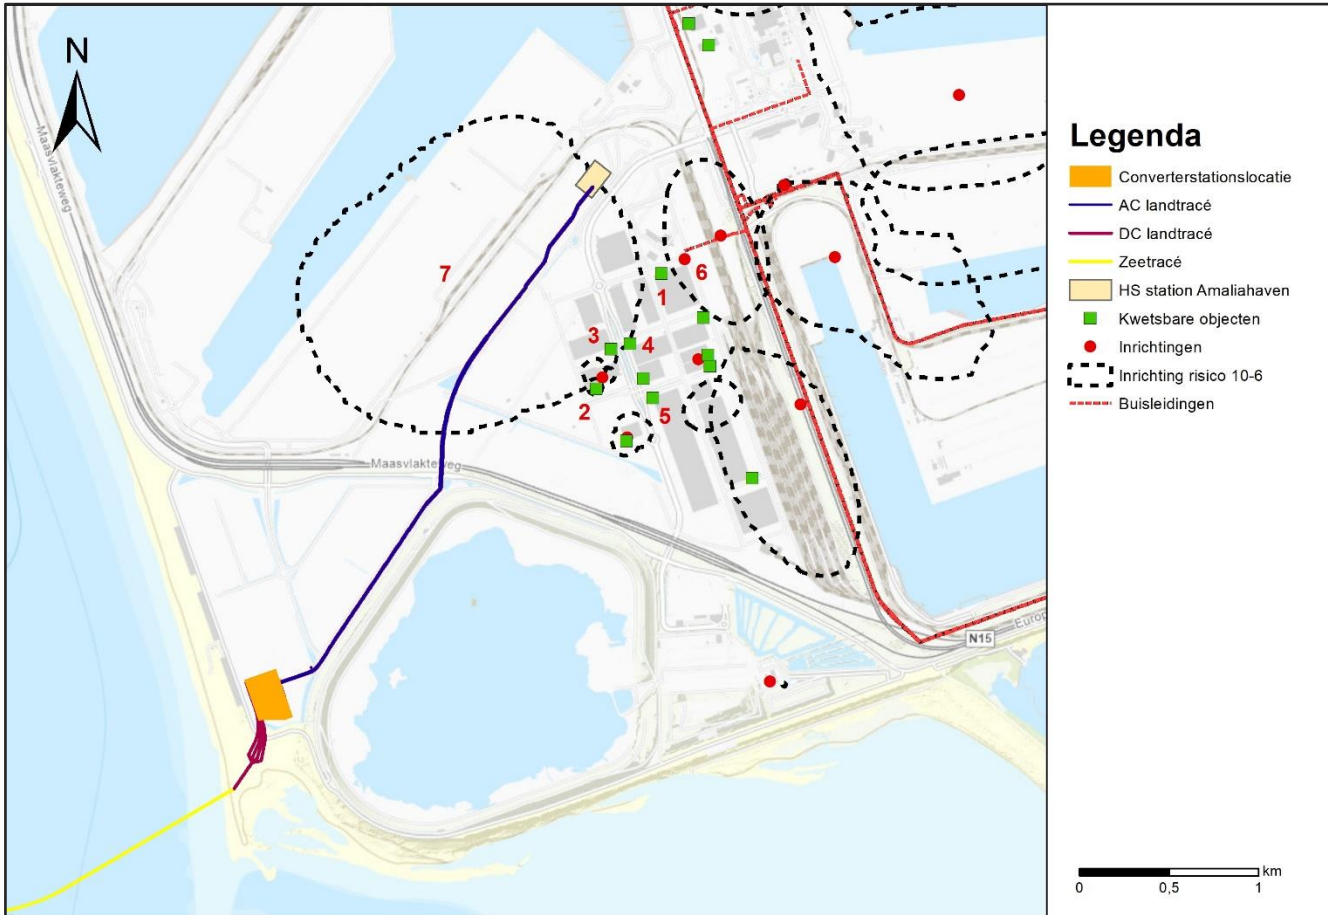 N
Maasvlakteweg
7
6
1
3
4
2
5
Maasvlakteweg
N15
Europ
Legenda
Converterstationslocatie
AC landtracé
DC landtracé
Zeetracé
HS station Amaliahaven
Kwetsbare objecten
Inrichtingen
Inrichting risico 10-6
Buisleidingen
km
0 0,5 1